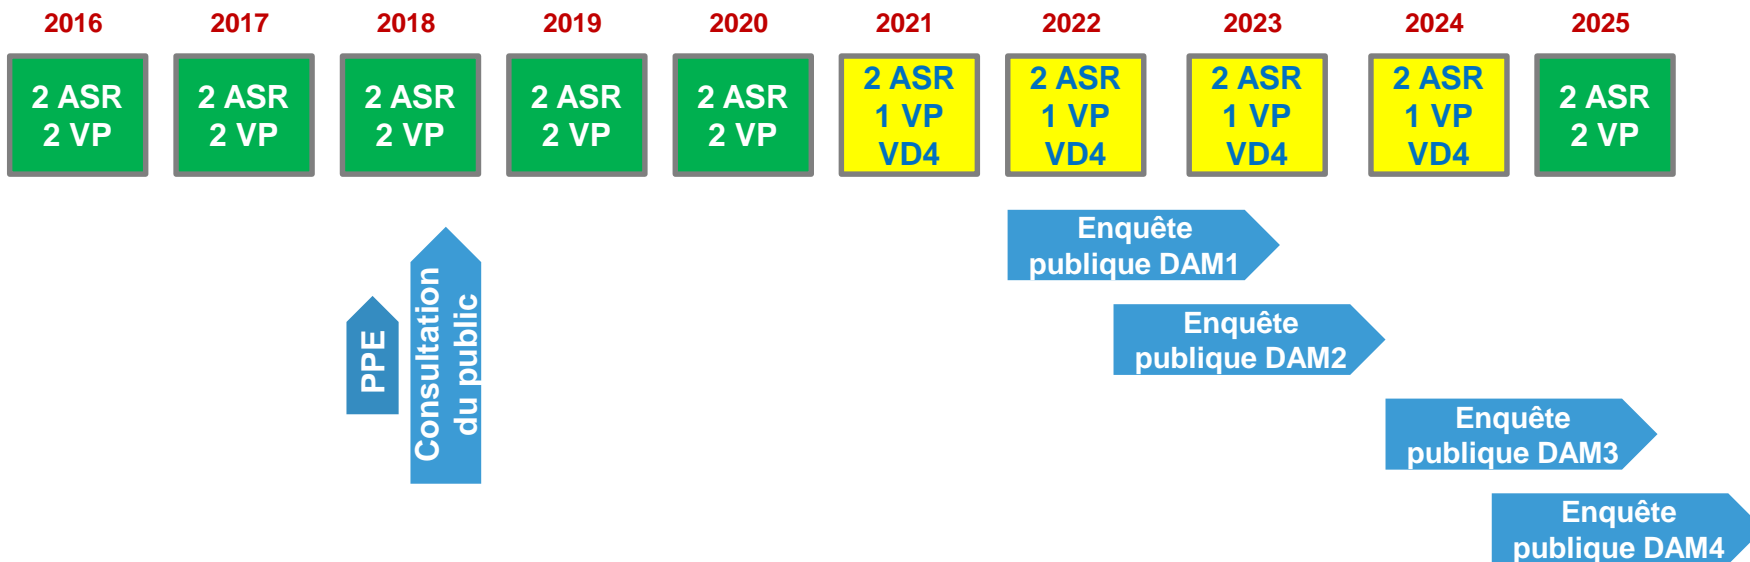 2016 2017 2018 2019 2020 2021 2022 2023 2024 2025
2 ASR
2 VP
2 ASR
2 VP
2 ASR
2 VP
2 ASR
2 VP
2 ASR
2 VP
2 ASR
1 VP
VD4
2 ASR
1 VP
VD4
2 ASR
1 VP
VD4
2 ASR
1 VP
VD4
2 ASR
2 VP
PPE
Consultation
du public
Enquête
publique DAM1
Enquête
publique DAM2
Enquête
publique DAM3
Enquête
publique DAM4